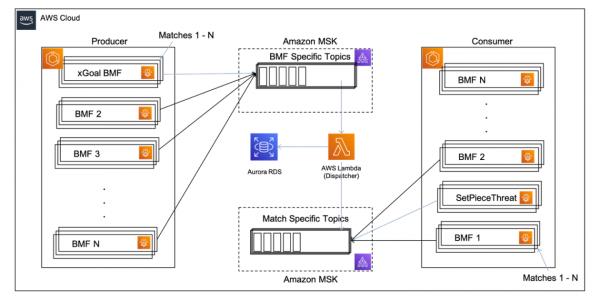 aws
AWS Cloud
Producer
Matches 1 - N
Amazon MSK
Consumer
BMF Specific Topics
xGoal BMF
BMF N
BMF 2
.
.
.
BMF 3
Aurora RDS
AWS Lambda
(Dispatcher)
BMF 2
.
.
.
SetPieceThreat
Match Specific Topics
BMF N
BMF 1
Amazon MSK
Matches 1 - N